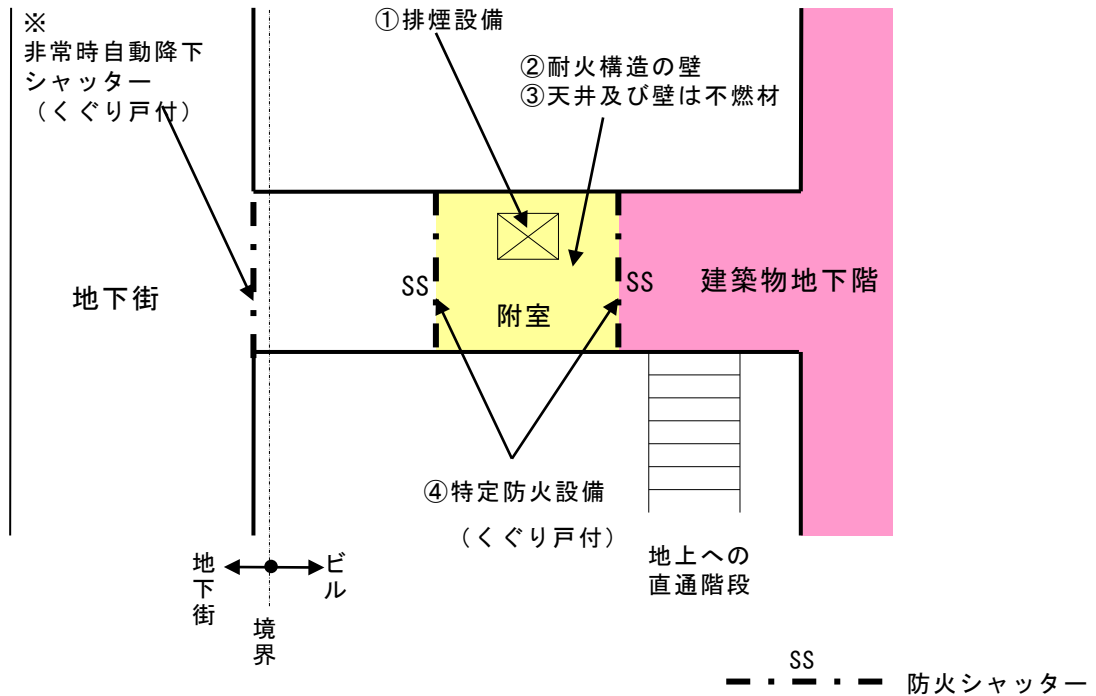 ※
非常時自動降下
シャッター
（くぐり戸付）
①排煙設備
②耐火構造の壁
③天井及び壁は不燃材
地下街
SS
附室
SS
建築物地下階
④特定防火設備
（くぐり戸付）
地上への
直通階段
地下街
ビル
境界
SS
防火シャッター